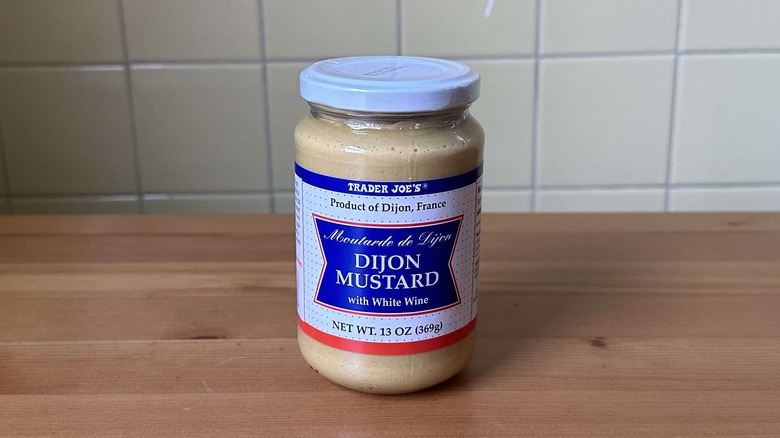 TRADER JOE'S®
Product of Dijon, France
Moutarde de Dijon
DIJON
MUSTARD
with White Wine
NET WT. 13 OZ (369g)